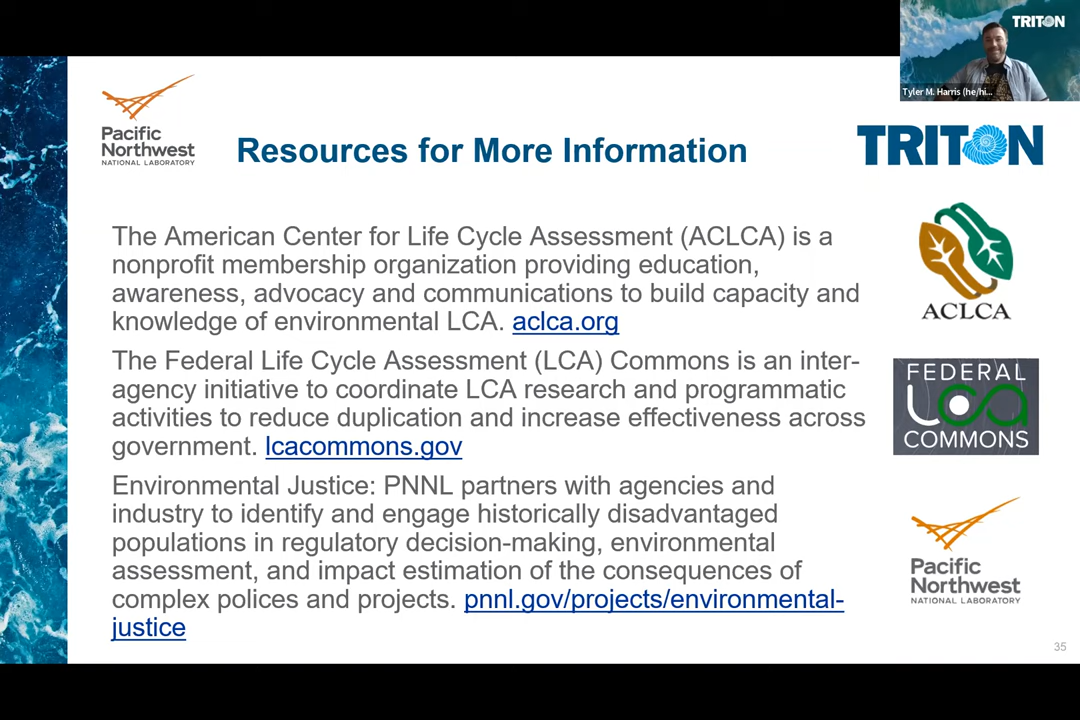 TRITON
Tyler M. Harris (he/hi...
Pacific
Northwest
NATIONAL LABORATORY
Resources for More Information
TRITON
The American Center for Life Cycle Assessment (ACLCA) is a
nonprofit membership organization providing education,
awareness, advocacy and communications to build capacity and
knowledge of environmental LCA. aclca.org
ACLCA
The Federal Life Cycle Assessment (LCA) Commons is an inter-
agency initiative to coordinate LCA research and programmatic
activities to reduce duplication and increase effectiveness across
government. lcacommons.gov
FEDERAL
LCA
COMMONS
Environmental Justice: PNNL partners with agencies and
industry to identify and engage historically disadvantaged
populations in regulatory decision-making, environmental
assessment, and impact estimation of the consequences of
complex polices and projects. pnnl.gov/projects/environmental-
justice
Pacific
Northwest
NATIONAL LABORATORY
35